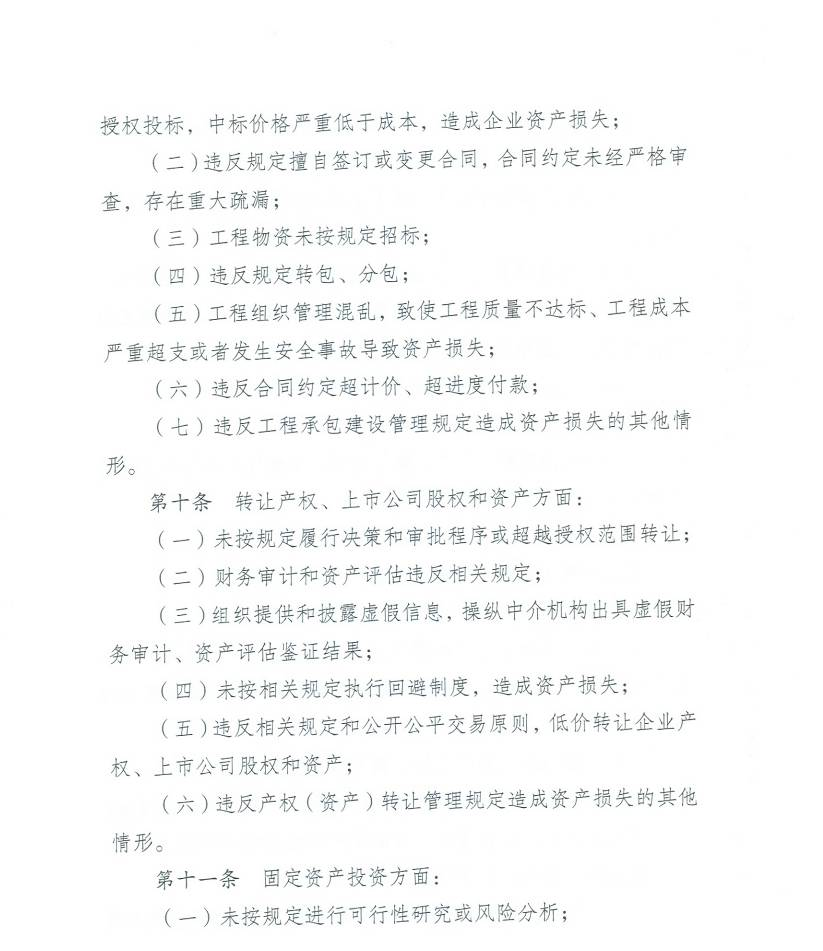 授权投标，中标价格严重低于成本，造成企业资产损失；
（二）违反规定擅自签订或变更合同，合同约定未经严格审
查，存在重大疏漏；
（三）工程物资未按规定招标；
（四）违反规定转包、分包；
（五）工程组织管理混乱，致使工程质量不达标、工程成本
严重超支或者发生安全事故导致资产损失；
（六）违反合同约定超计价、超进度付款；
（七）违反工程承包建设管理规定造成资产损失的其他情
形。
第十条　转让产权、上市公司股权和资产方面：
（一）未按规定履行决策和审批程序或超越授权范围转让；
（二）财务审计和资产评估违反相关规定；
（三）组织提供和披露虚假信息，操纵中介机构出具虚假财
务审计、资产评估鉴证结果；
（四）未按相关规定执行回避制度，造成资产损失；
（五）违反相关规定和公开公平交易原则，低价转让企业产
权、上市公司股权和资产；
（六）违反产权（资产）转让管理规定造成资产损失的其他
情形。
第十一条　固定资产投资方面：
（一）未按规定进行可行性研究或风险分析；